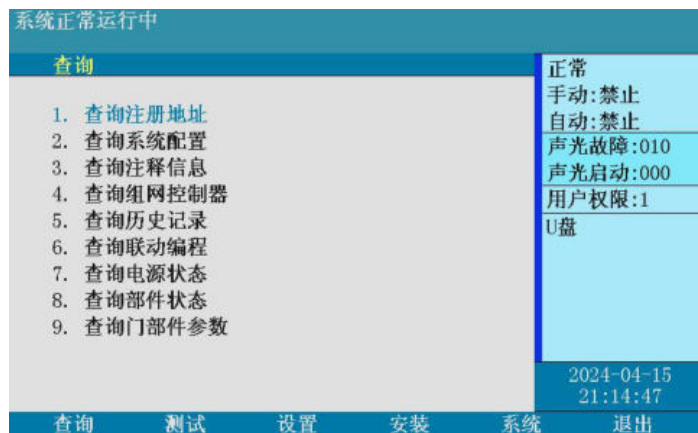 系统正常运行中
查询
1. 查询注册地址
2. 查询系统配置
3. 查询注释信息
4. 查询组网控制器
5. 查询历史记录
6. 查询联动编程
7. 查询电源状态
8. 查询部件状态
9. 查询门部件参数
正常
手动:禁止
自动:禁止
声光故障:010
声光启动:000
用户权限:1
U盘
2024-04-15
21:14:47
查询 测试 设置 安装 系统 退出